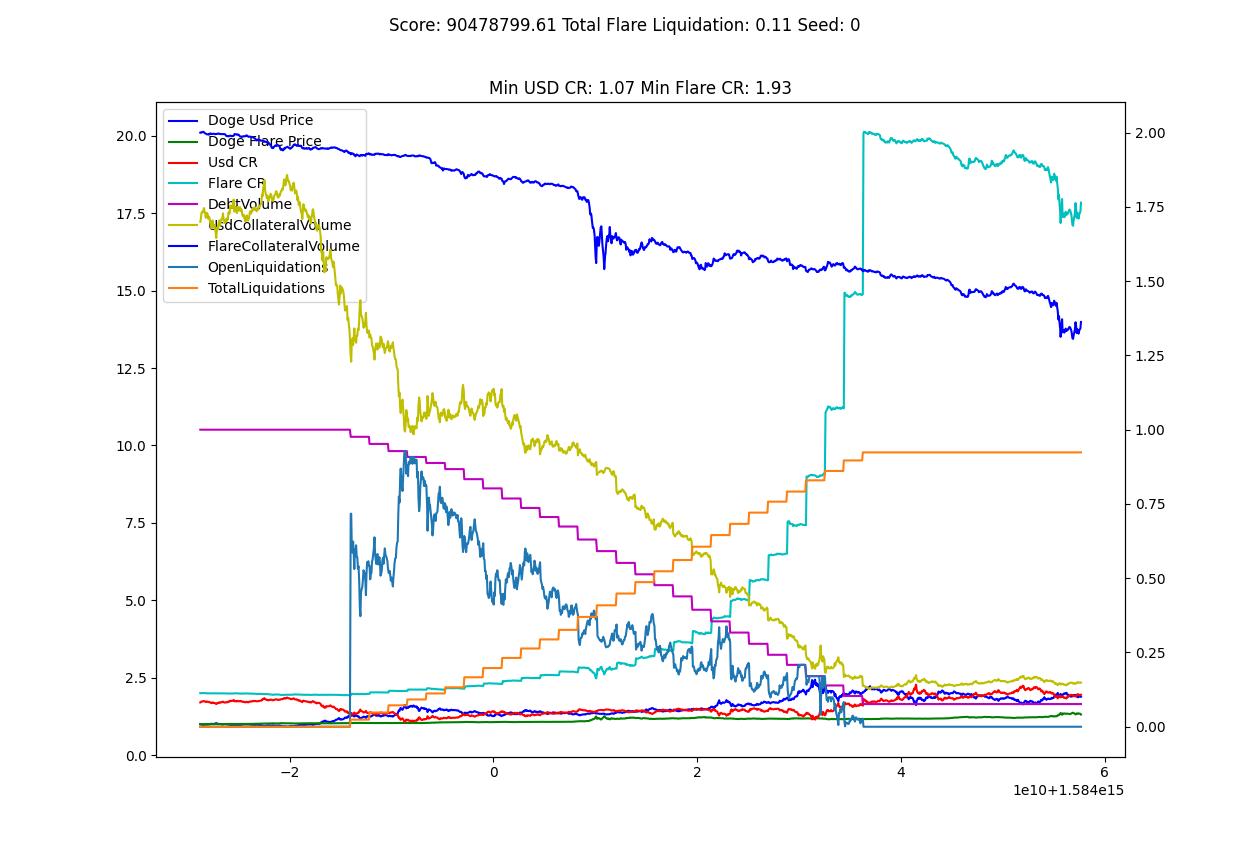 Score: 90478799.61 Total Flare Liquidation: 0.11 Seed: 0
Min USD CR: 1.07 Min Flare CR: 1.93
Doge Usd Price
Doge Flare Price
Usd CR
Flare CR
DebtVolume
UsdCollateralVolume
FlareCollateralVolume
OpenLiquidations
TotalLiquidations
20.0
17.5
15.0
12.5
10.0
7.5
5.0
2.5
0.0
2.00
1.75
1.50
1.25
1.00
0.75
0.50
0.25
0.00
−2 0 2 4 6
1e10+1.584e15